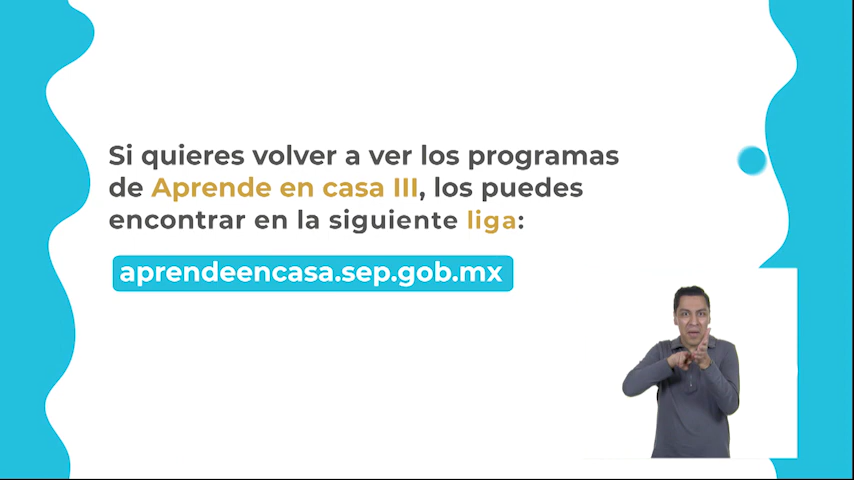 Si quieres volver a ver los programas
de Aprende en casa III, los puedes
encontrar en la siguiente liga:
aprendeencasa.sep.gob.mx